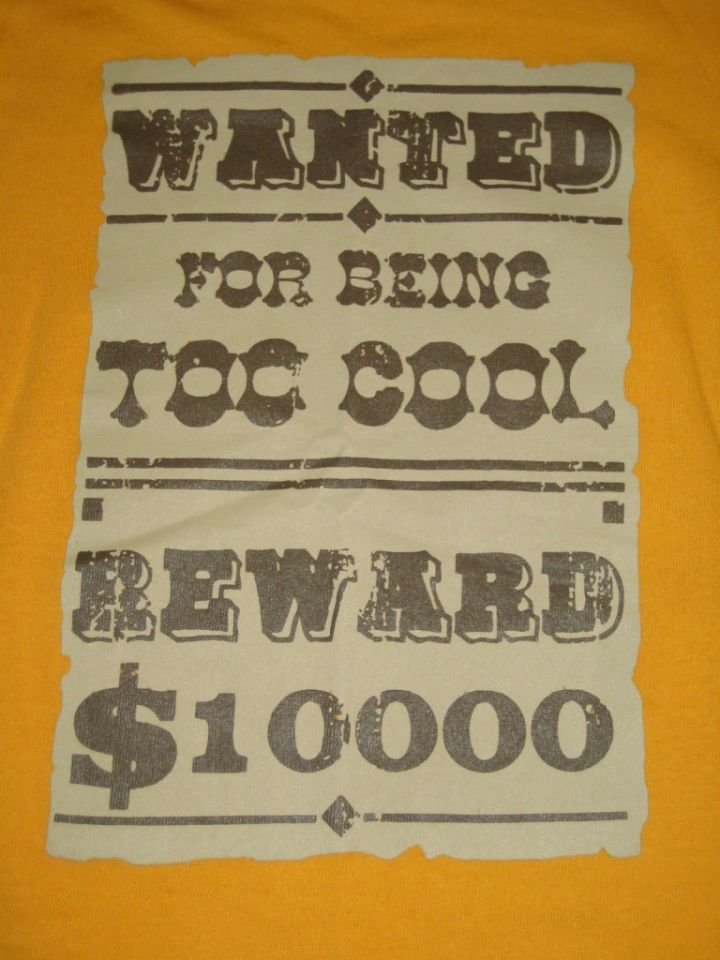 WANTED
FOR BEING
TOO COOL
REWARD
$10000